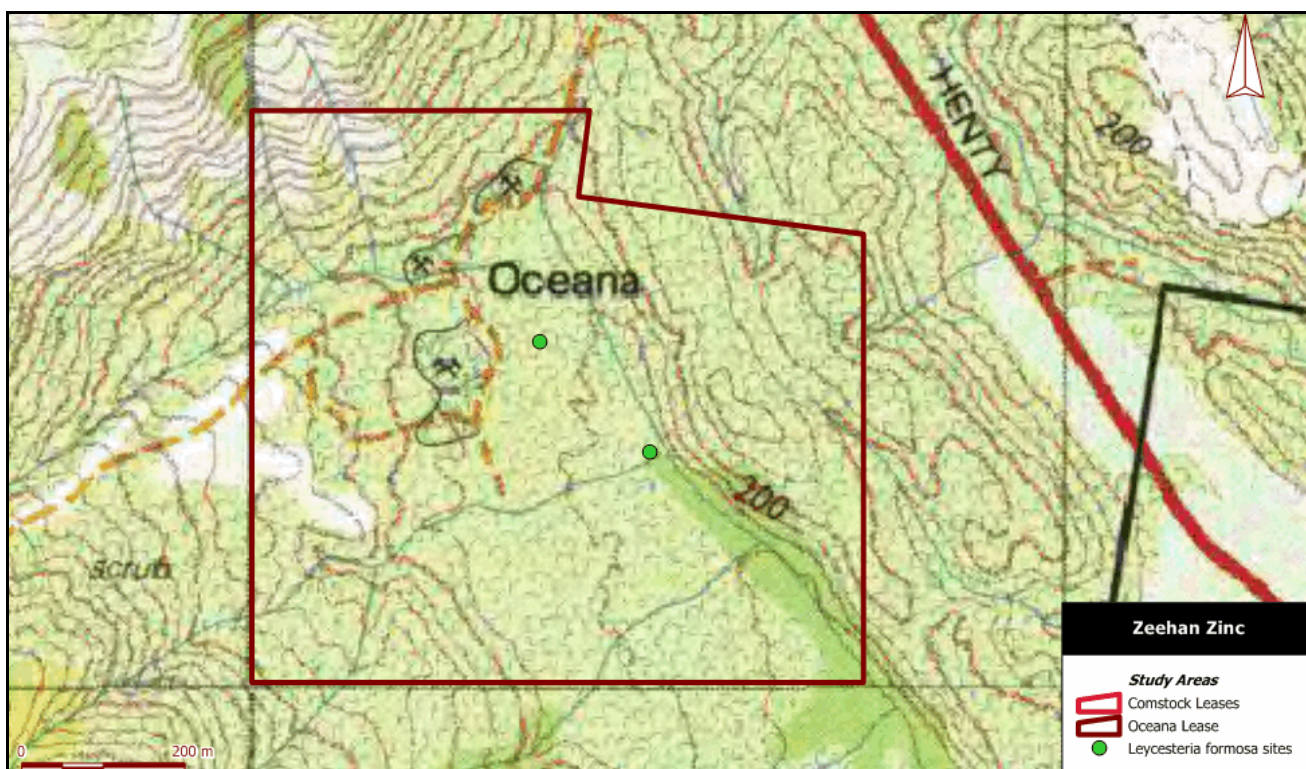 HENTY
200
Oceana
200
scrub
0 200 m
Zeehan Zinc
Study Areas
Comstock Leases
Oceana Lease
Leycesteria formosa sites